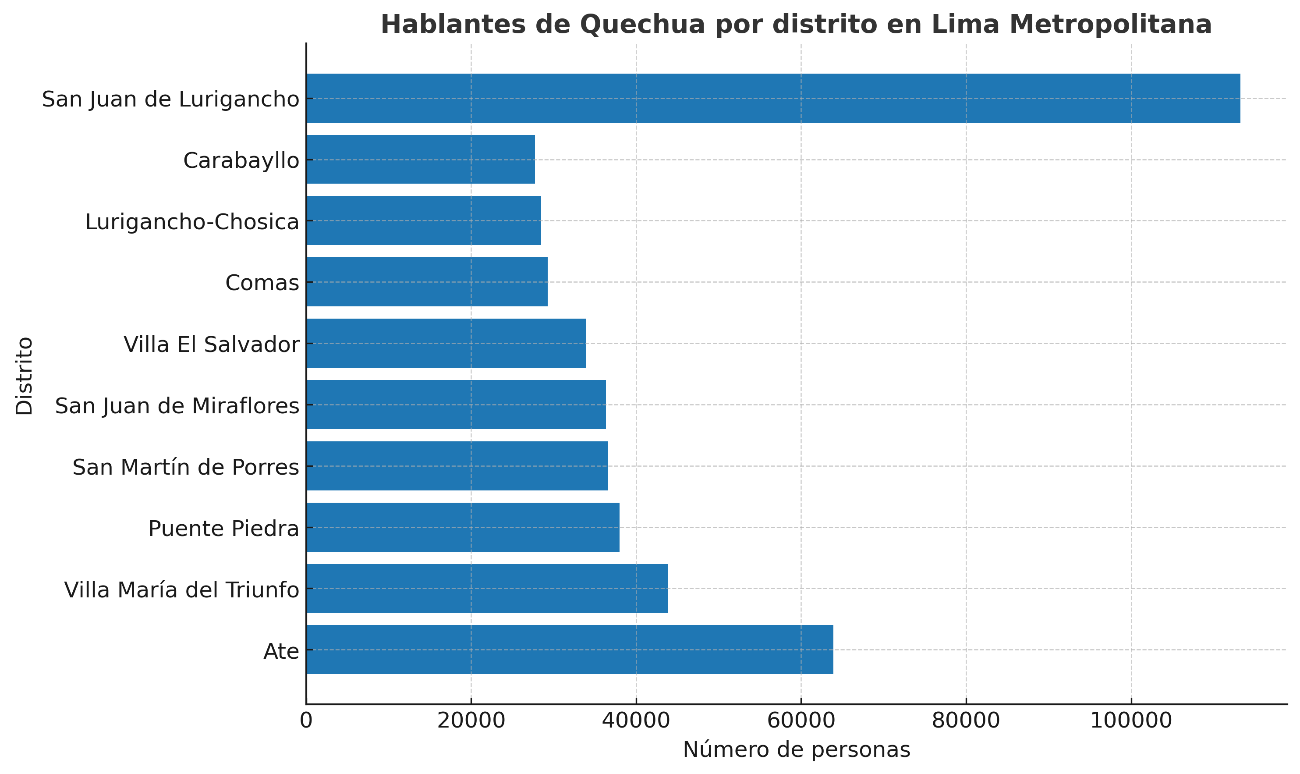 Hablantes de Quechua por distrito en Lima Metropolitana
San Juan de Lurigancho
Carabayllo
Lurigancho-Chosica
Comas
Villa El Salvador
San Juan de Miraflores
San Martín de Porres
Puente Piedra
Villa María del Triunfo
Ate
Distrito
0 20000 40000 60000 80000 100000
Número de personas